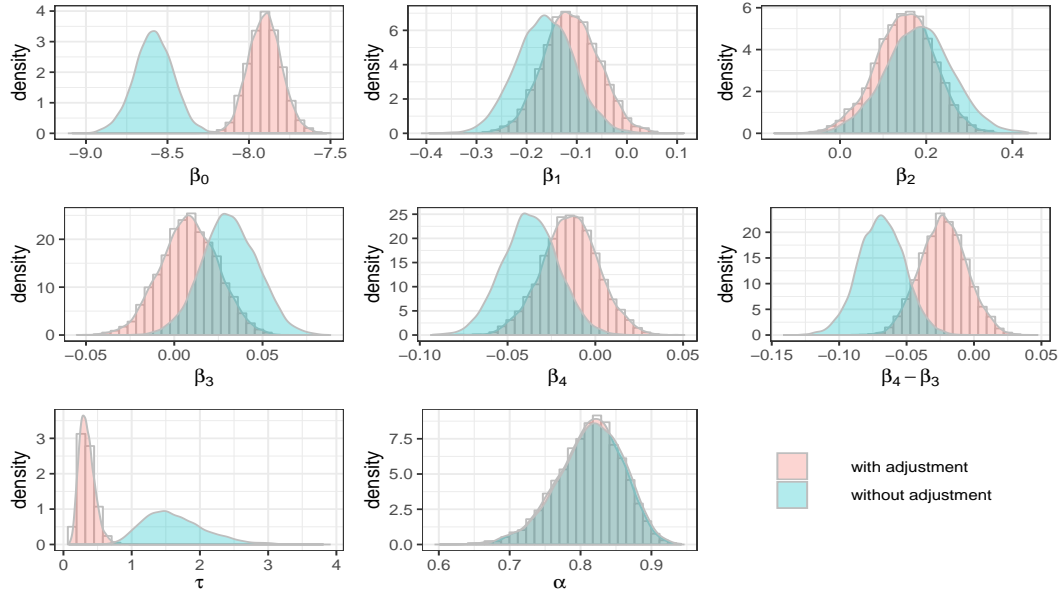 density
4
3
2
1
0
−9.0 −8.5 −8.0 −7.5
β0
density
6
4
2
0
−0.4 −0.3 −0.2 −0.1 0.0 0.1
β1
density
6
4
2
0
0.0 0.2 0.4
β2
density
20
10
0
−0.05 0.00 0.05
β3
density
25
20
15
10
5
0
−0.10 −0.05 0.00 0.05
β4
density
20
15
10
5
0
−0.15 −0.10 −0.05 0.00 0.05
β4 − β3
density
3
2
1
0
0 1 2 3 4
τ
density
7.5
5.0
2.5
0.0
0.6 0.7 0.8 0.9
α
with adjustment
without adjustment